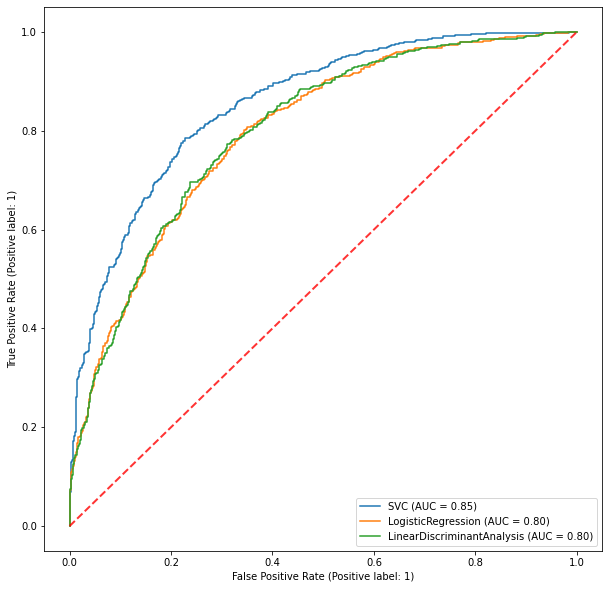 1.0
0.8
0.6
0.4
0.2
0.0
True Positive Rate (Positive label: 1)
SVC (AUC = 0.85)
LogisticRegression (AUC = 0.80)
LinearDiscriminantAnalysis (AUC = 0.80)
0.0 0.2 0.4 0.6 0.8 1.0
False Positive Rate (Positive label: 1)